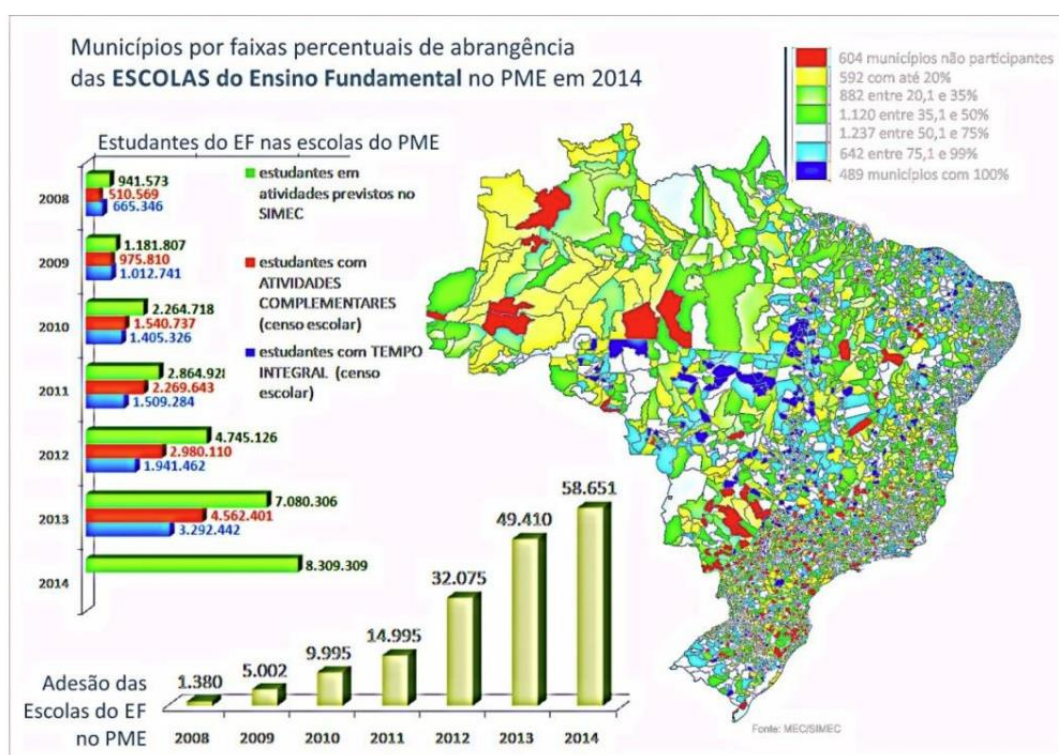 Municípios por faixas percentuais de abrangência
das ESCOLAS do Ensino Fundamental no PME em 2014
604 municípios não participantes
592 com até 20%
882 entre 20,1 e 35%
1.120 entre 35,1 e 50%
1.237 entre 50,1 e 75%
642 entre 75,1 e 99%
489 municípios com 100%
Estudantes do EF nas escolas do PME
2008
941.573
510.569
665.346
2009
1.181.807
975.810
1.012.741
2010
2.264.718
1.540.737
1.405.326
2011
2.864.928
2.269.643
1.509.284
2012
4.745.126
2.980.110
1.941.462
2013
7.080.306
4.562.401
3.292.442
2014
8.309.309
estudantes em
atividades previstos no
SIMEC
estudantes com
ATIVIDADES
COMPLEMENTARES
(censo escolar)
estudantes com TEMPO
INTEGRAL (censo
escolar)
Adesão das
Escolas do EF
no PME
1.380
5.002
9.995
14.995
32.075
49.410
58.651
2008 2009 2010 2011 2012 2013 2014
Fonte: MEC/SIMEC